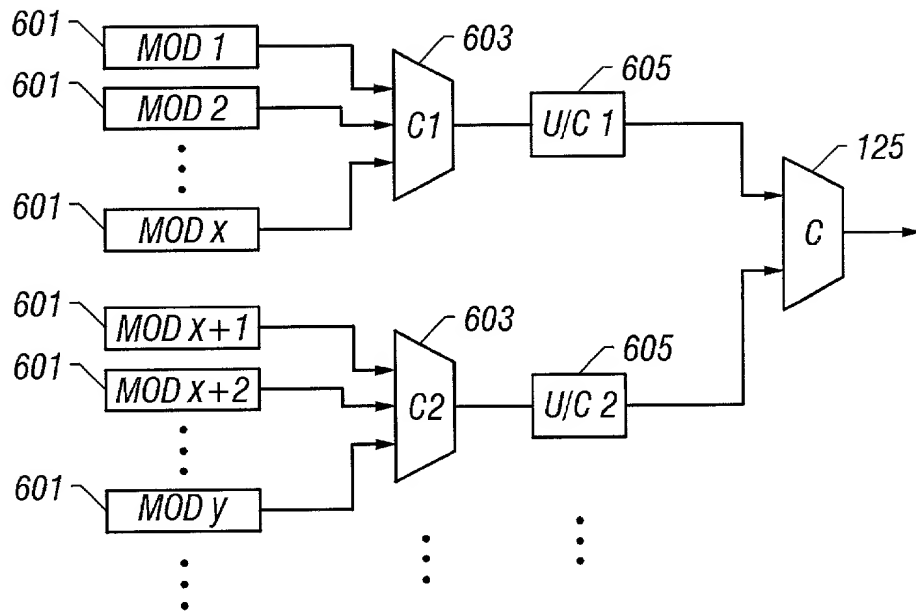 603
601
MOD 1
605
601
MOD 2
C1
U/C 1
125
601
MOD x
C
601
MOD x+1
603
601
MOD x+2
605
C2
U/C 2
601
MOD y